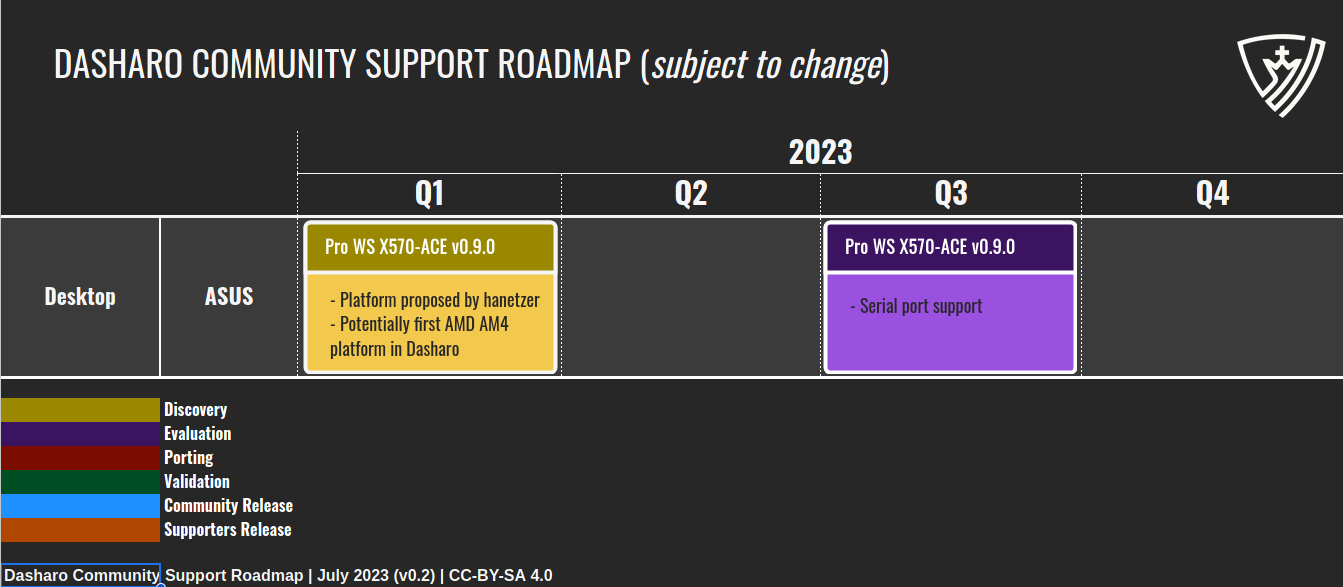 DASHARO COMMUNITY SUPPORT ROADMAP (subject to change)
2023
Q1
Q2
Q3
Q4
Desktop
ASUS
Pro WS X570-ACE v0.9.0
- Platform proposed by hanetzer
- Potentially first AMD AM4
platform in Dasharo
Pro WS X570-ACE v0.9.0
- Serial port support
Discovery
Evaluation
Porting
Validation
Community Release
Supporters Release
Dasharo Community Support Roadmap | July 2023 (v0.2) | CC-BY-SA 4.0